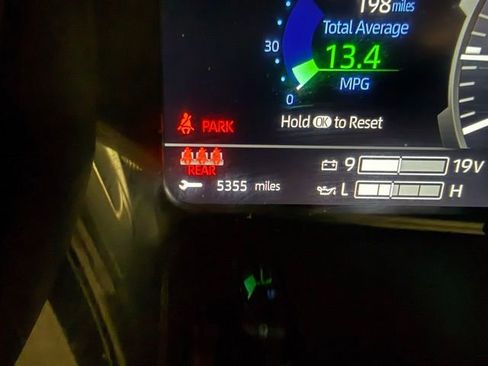 198 miles
Total Average
30
13.4
MPG
0
Hold OK to Reset
PARK
REAR
9 19V
5355 miles
L H